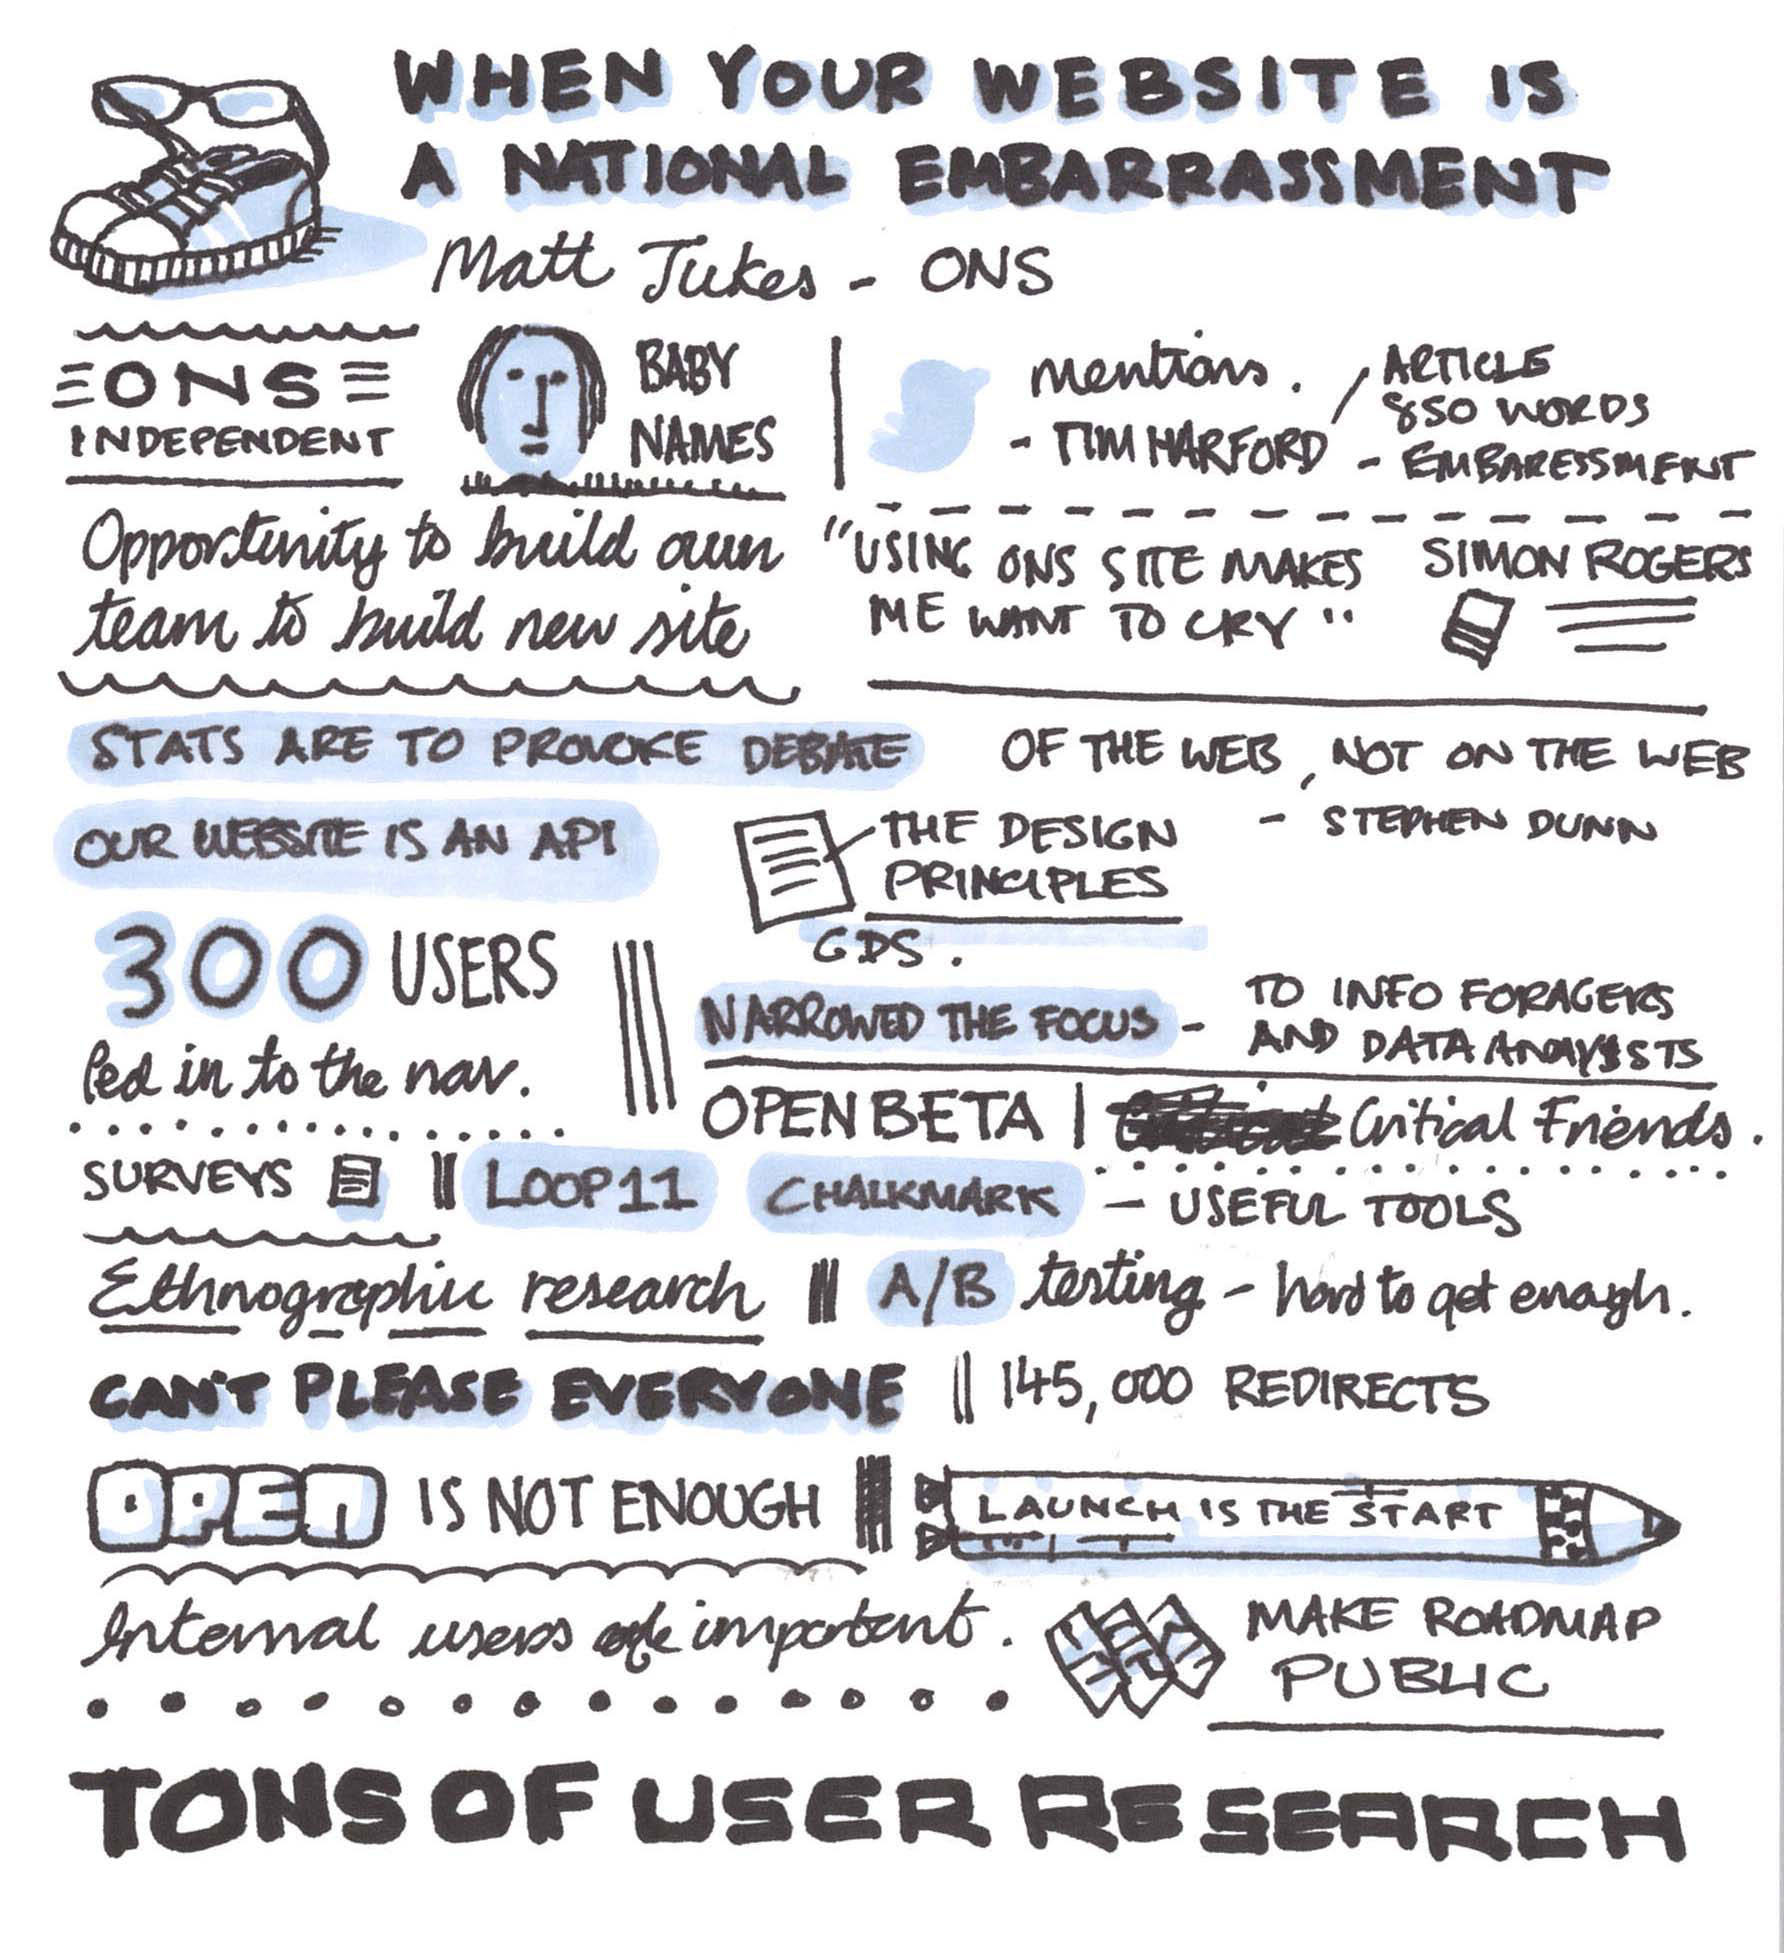 WHEN YOUR WEBSITE IS
A NATIONAL EMBARRASSMENT
Matt Jukes - ONS
ONS
INDEPENDENT
BABY
NAMES
mentions.
- TIM HARFORD
/ ARTICLE
850 WORDS
- EMBARESSMENT
Opportunity to build own
team to build new site
"USING ONS SITE MAKES
ME WANT TO CRY"
SIMON ROGERS
STATS ARE TO PROVOKE DEBATE
OF THE WEB, NOT ON THE WEB
- STEPHEN DUNN
OUR WEBSITE IS AN API
THE DESIGN
PRINCIPLES
GDS.
300 USERS
fed in to the nav.
NARROWED THE FOCUS -
TO INFO FORAGERS
AND DATA ANALYSTS
OPEN BETA | Critical Friends.
SURVEYS || LOOP11 CHALKMARK - USEFUL TOOLS
Ethnographic research ||| A/B testing - hard to get enough.
CAN'T PLEASE EVERYONE || 145,000 REDIRECTS
OPEN IS NOT ENOUGH
LAUNCH IS THE START
Internal users are important.
MAKE ROADMAP
PUBLIC
TONS OF USER RESEARCH